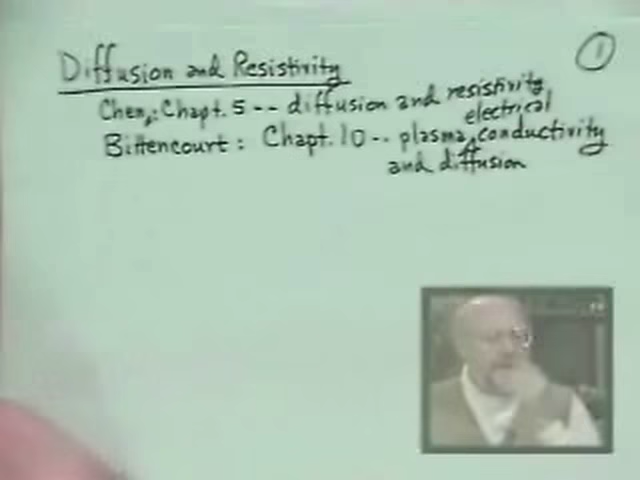 1
Diffusion and Resistivity
Chen: Chapt. 5 -- diffusion and resistivity
Bittencourt: Chapt. 10 -- plasma electrical conductivity
and diffusion